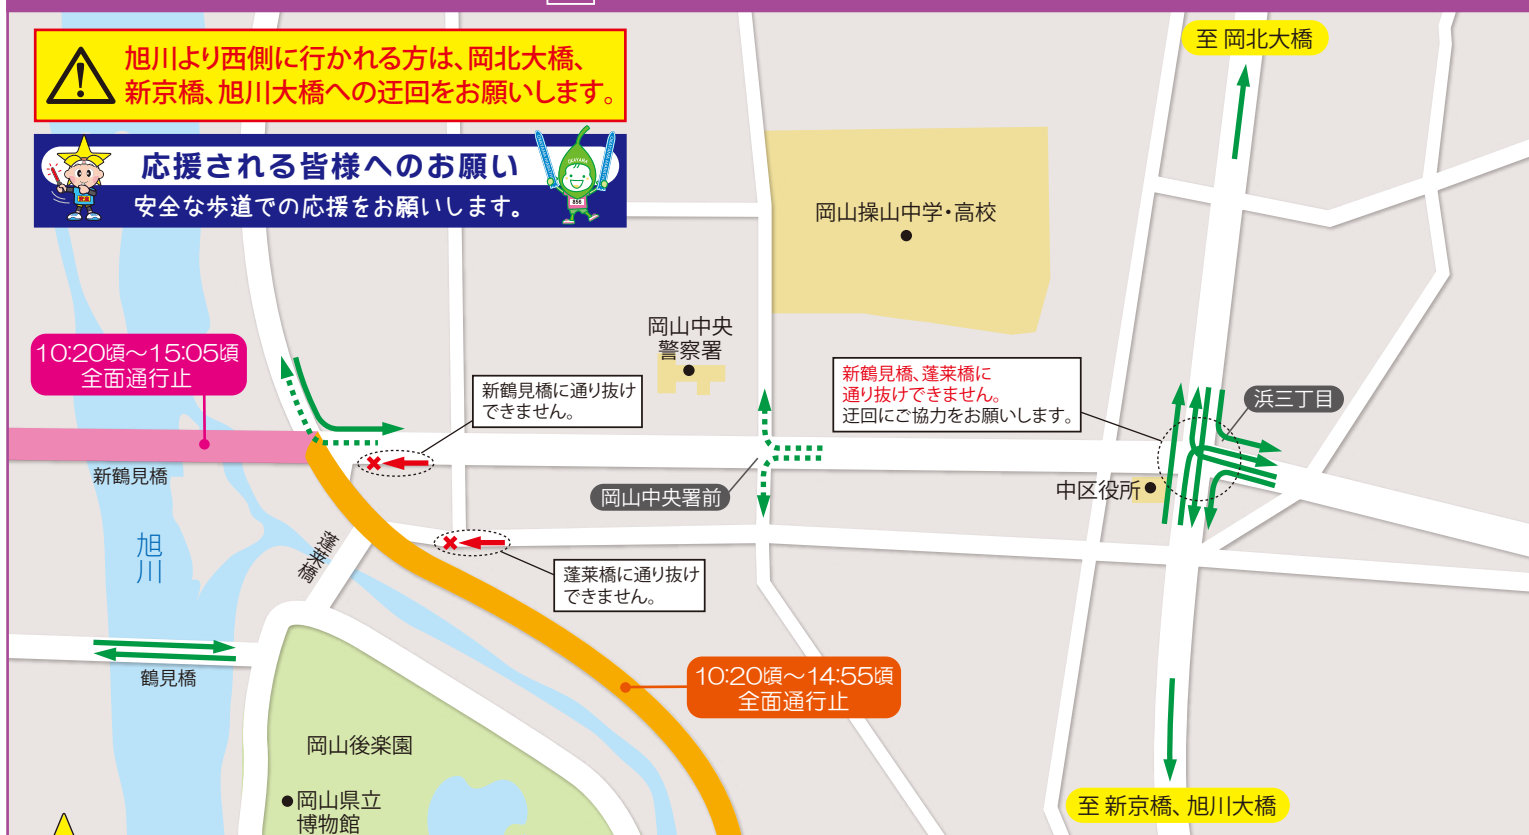 至 岡北大橋
旭川より西側に行かれる方は、岡北大橋、
新京橋、旭川大橋への迂回をお願いします。
応援される皆様へのお願い
安全な歩道での応援をお願いします。
岡山操山中学・高校
岡山中央
警察署
10:20頃〜15:05頃
全面通行止
新鶴見橋に通り抜け
できません。
新鶴見橋、蓬莱橋に
通り抜けできません。
迂回にご協力をお願いします。
浜三丁目
新鶴見橋
岡山中央署前
中区役所
旭川
蓬莱橋
蓬莱橋に通り抜け
できません。
鶴見橋
10:20頃〜14:55頃
全面通行止
岡山後楽園
岡山県立
博物館
至 新京橋、旭川大橋